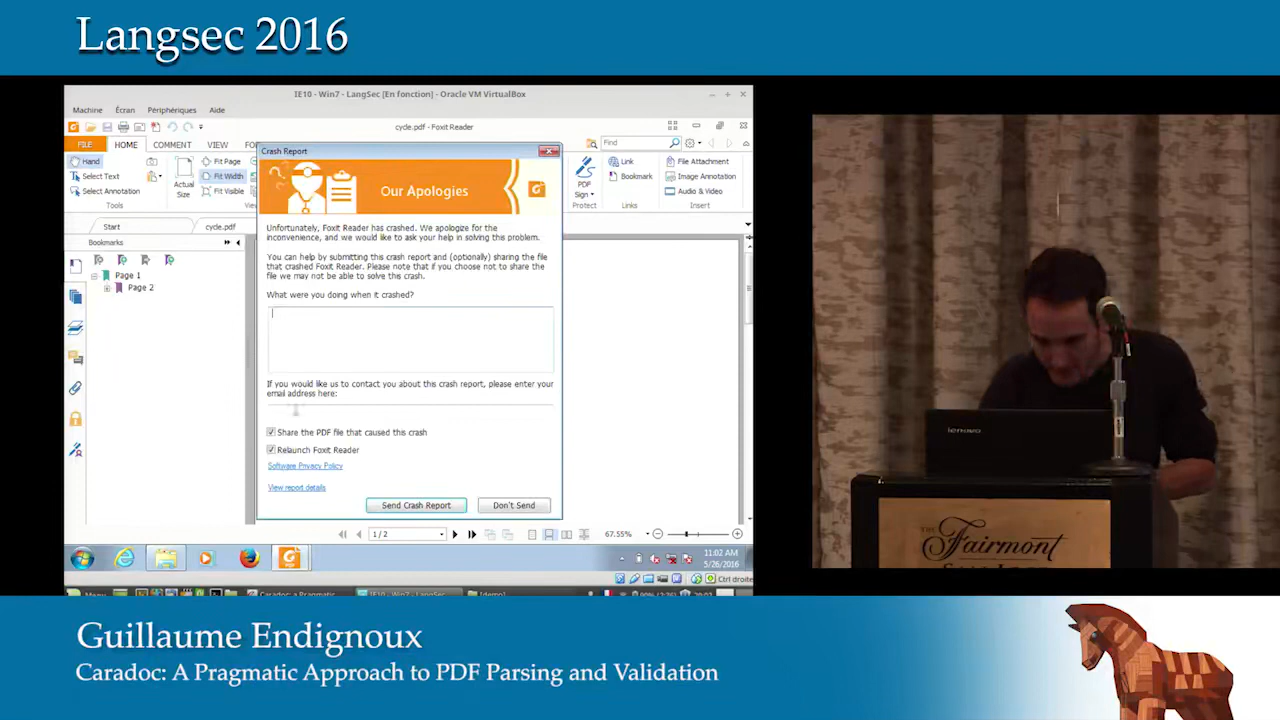 Langsec 2016
IE10 - Win7 - LangSec [En fonction] - Oracle VM VirtualBox
Machine Écran Périphériques Aide
cycle.pdf - Foxit Reader
FILE HOME COMMENT VIEW
Find
Hand
Select Text
Select Annotation
Tools
Actual
Size
Fit Page
Fit Width
Fit Visible
PDF
Sign
Protect
Link
Bookmark
Links
File Attachment
Image Annotation
Audio & Video
Insert
Start
cycle.pdf
Bookmarks
Page 1
Page 2
Crash Report
Our Apologies
Unfortunately, Foxit Reader has crashed. We apologize for the
inconvenience, and we would like to ask your help in solving this problem.
You can help by submitting this crash report and (optionally) sharing the file
that crashed Foxit Reader. Please note that if you choose not to share the
file we may not be able to solve this crash.
What were you doing when it crashed?
If you would like us to contact you about this crash report, please enter your
email address here:
Share the PDF file that caused this crash
Relaunch Foxit Reader
Software Privacy Policy
View report details
Send Crash Report
Don't Send
1 / 2
67.55%
11:02 AM
5/26/2016
Ctrl droite
lenovo
THE
Fairmont
Guillaume Endignoux
Caradoc: A Pragmatic Approach to PDF Parsing and Validation